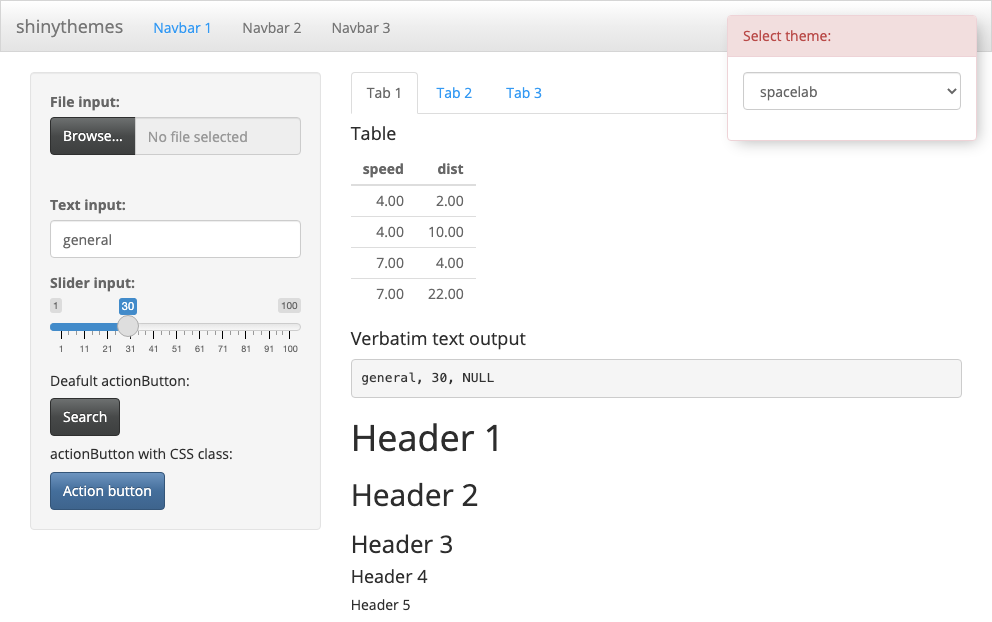 shinythemes Navbar 1 Navbar 2 Navbar 3
Select theme:
spacelab
File input:
Browse... No file selected
Text input:
general
Slider input:
1 30 100
1 11 21 31 41 51 61 71 81 91 100
Deafult actionButton:
Search
actionButton with CSS class:
Action button
Tab 1 Tab 2 Tab 3
Table
speed dist
4.00 2.00
4.00 10.00
7.00 4.00
7.00 22.00
Verbatim text output
general, 30, NULL
Header 1
Header 2
Header 3
Header 4
Header 5